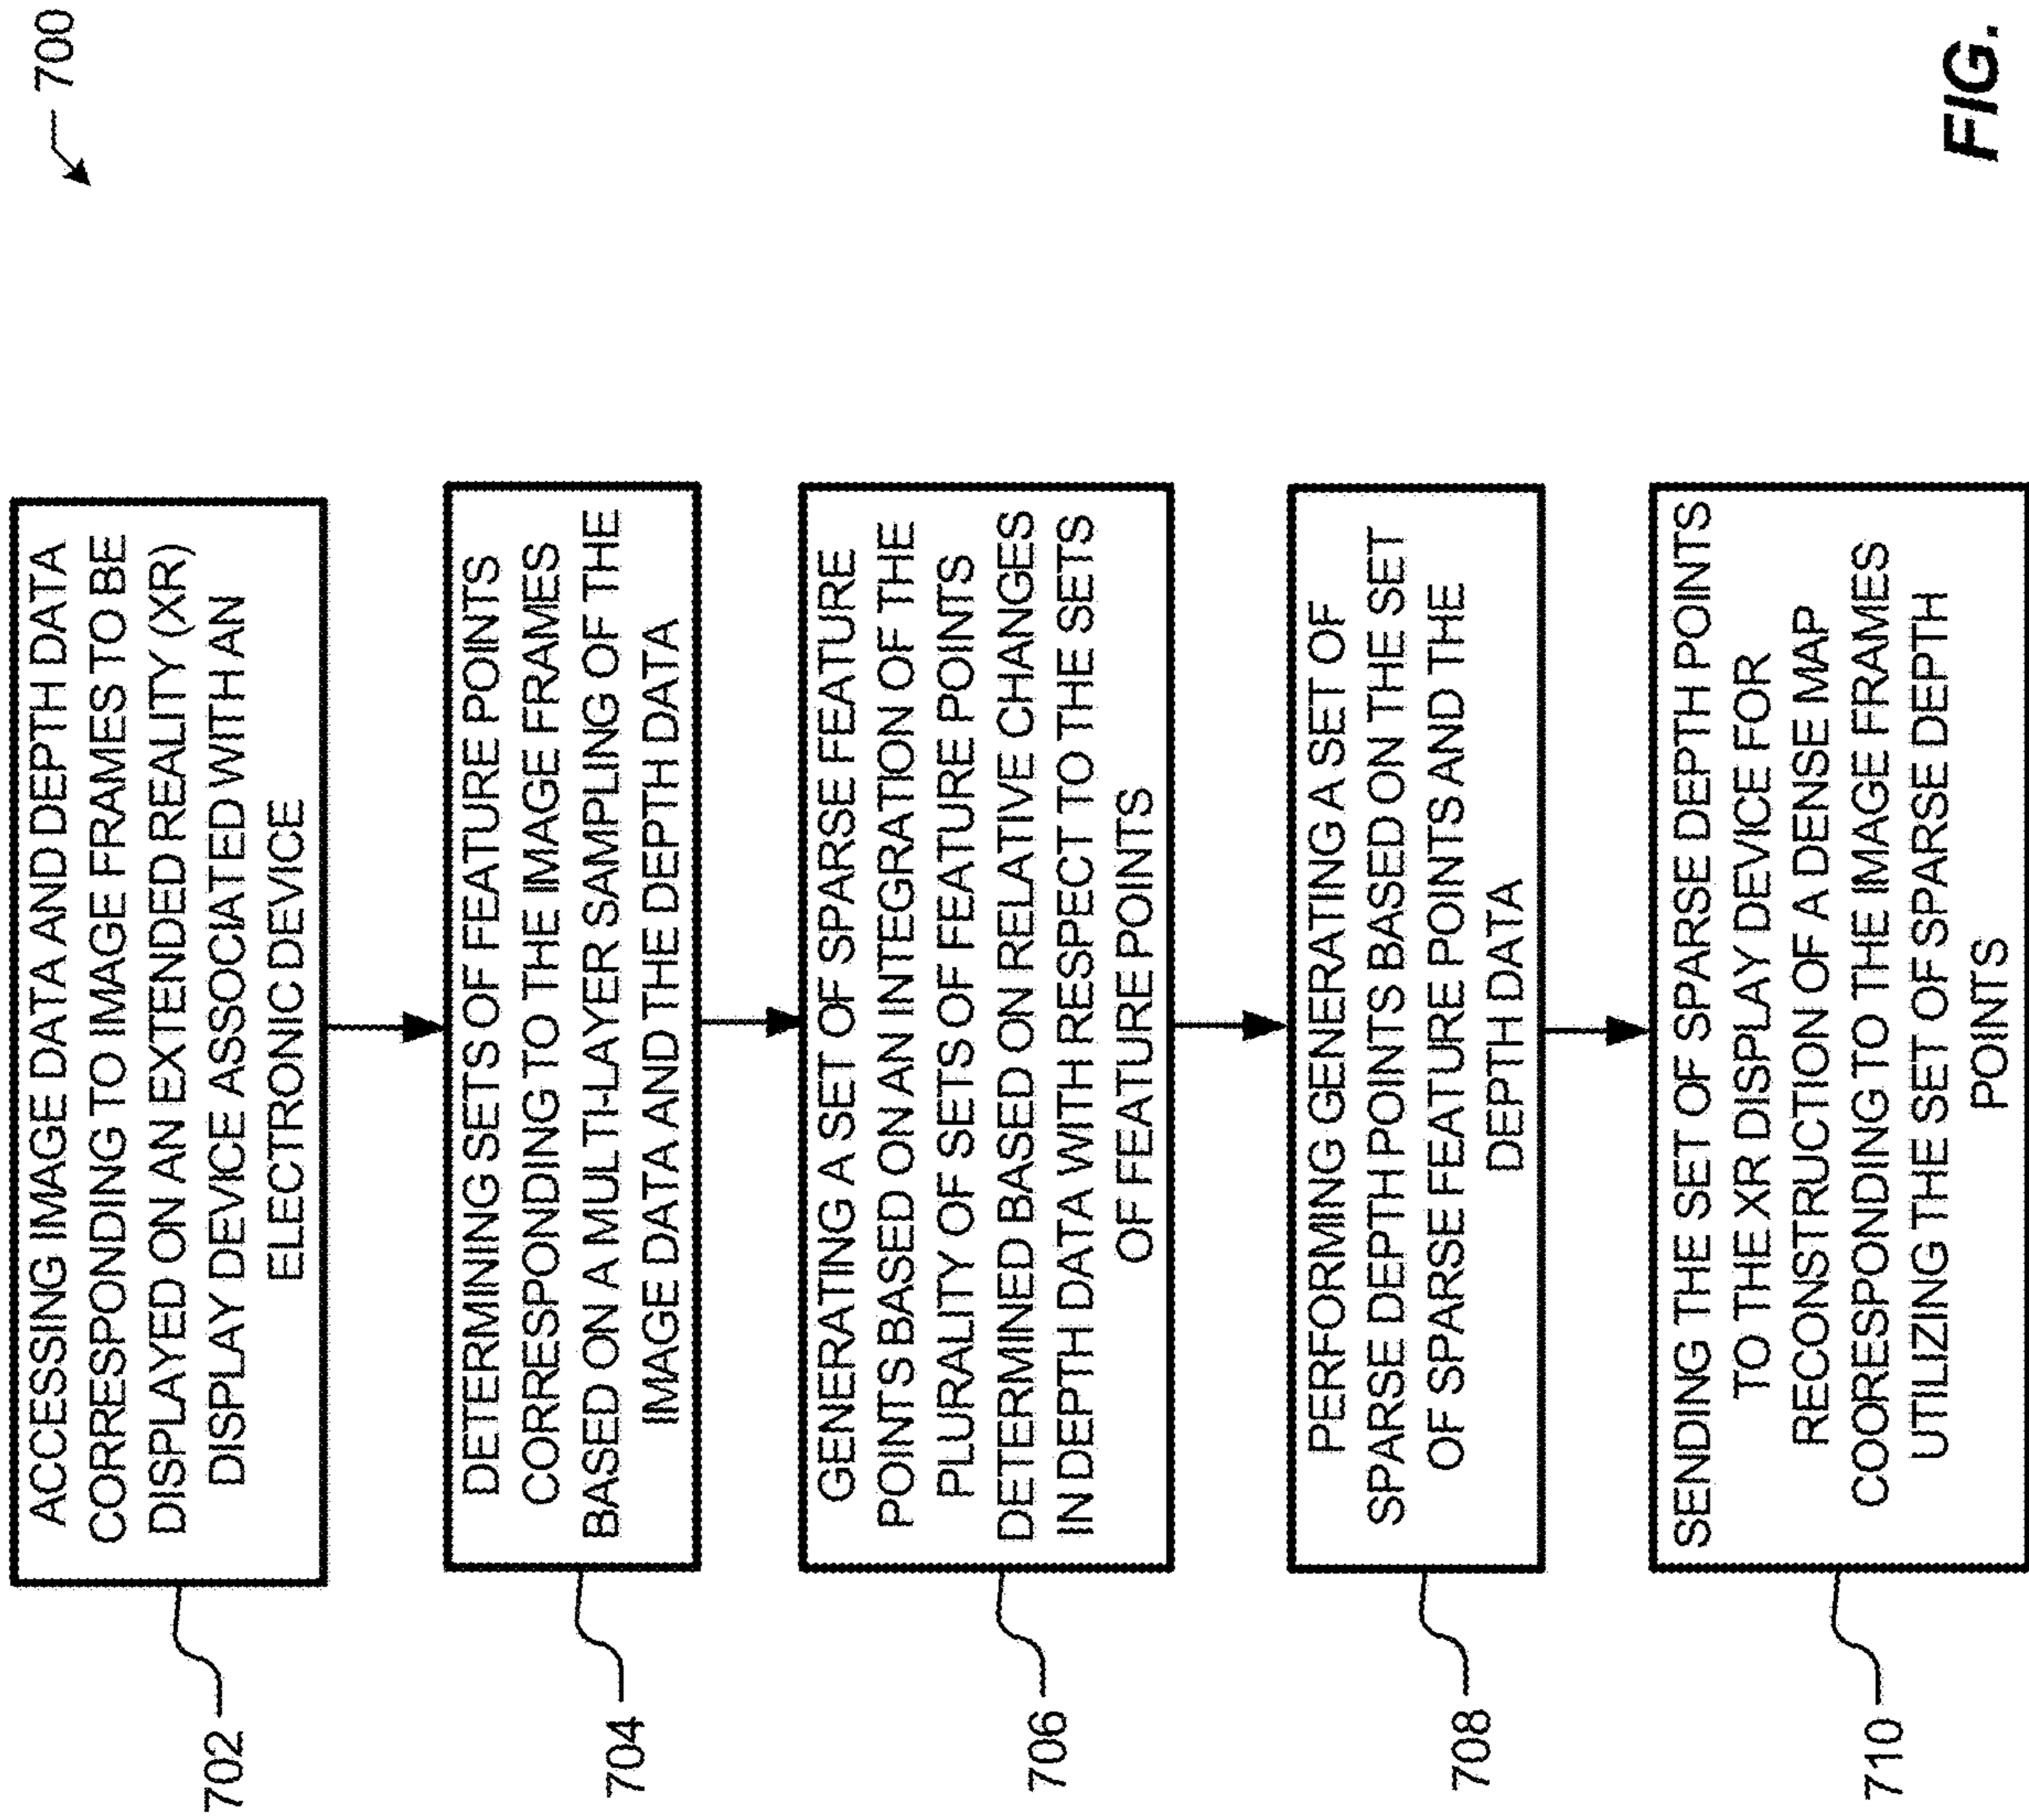 700
702
ACCESSING IMAGE DATA AND DEPTH DATA
CORRESPONDING TO IMAGE FRAMES TO BE
DISPLAYED ON AN EXTENDED REALITY (XR)
DISPLAY DEVICE ASSOCIATED WITH AN
ELECTRONIC DEVICE
704
DETERMINING SETS OF FEATURE POINTS
CORRESPONDING TO THE IMAGE FRAMES
BASED ON A MULTI-LAYER SAMPLING OF THE
IMAGE DATA AND THE DEPTH DATA
706
GENERATING A SET OF SPARSE FEATURE
POINTS BASED ON AN INTEGRATION OF THE
PLURALITY OF SETS OF FEATURE POINTS
DETERMINED BASED ON RELATIVE CHANGES
IN DEPTH DATA WITH RESPECT TO THE SETS
OF FEATURE POINTS
708
PERFORMING GENERATING A SET OF
SPARSE DEPTH POINTS BASED ON THE SET
OF SPARSE FEATURE POINTS AND THE
DEPTH DATA
710
SENDING THE SET OF SPARSE DEPTH POINTS
TO THE XR DISPLAY DEVICE FOR
RECONSTRUCTION OF A DENSE MAP
COORESPONDING TO THE IMAGE FRAMES
UTILIZING THE SET OF SPARSE DEPTH
POINTS
FIG.